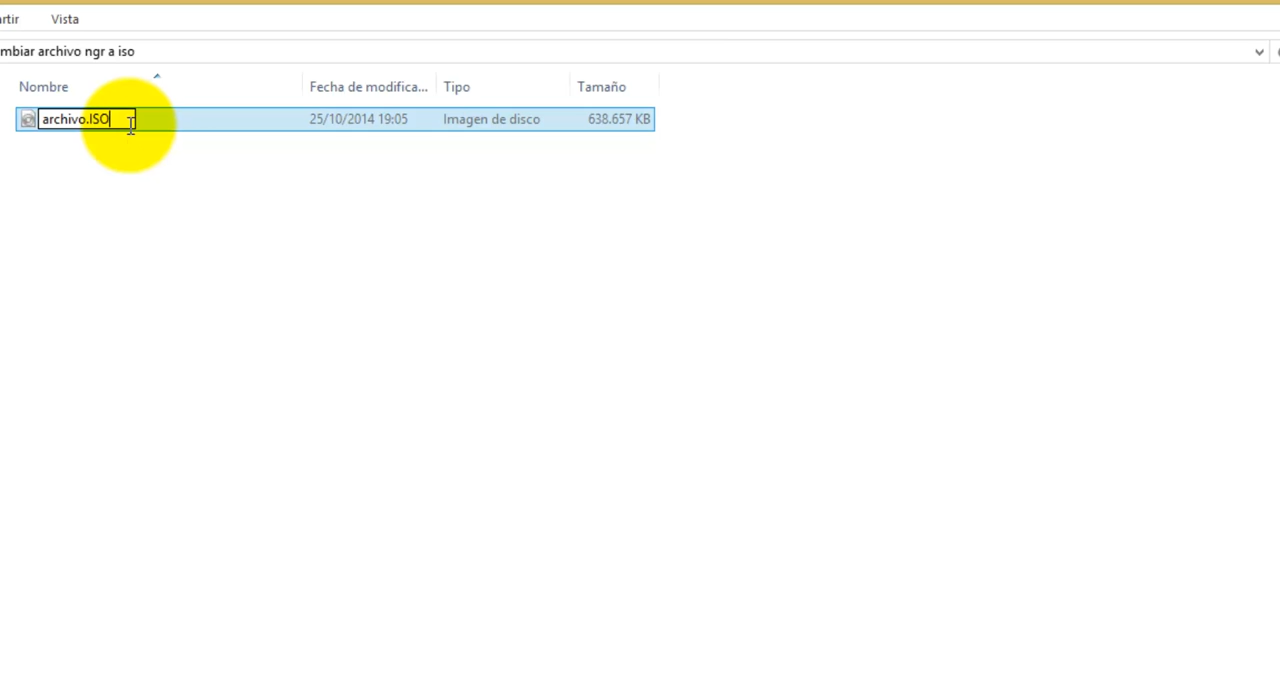 rtir Vista
mbiar archivo ngr a iso
Nombre Fecha de modifica... Tipo Tamaño
archivo.ISO 25/10/2014 19:05 Imagen de disco 638.657 KB